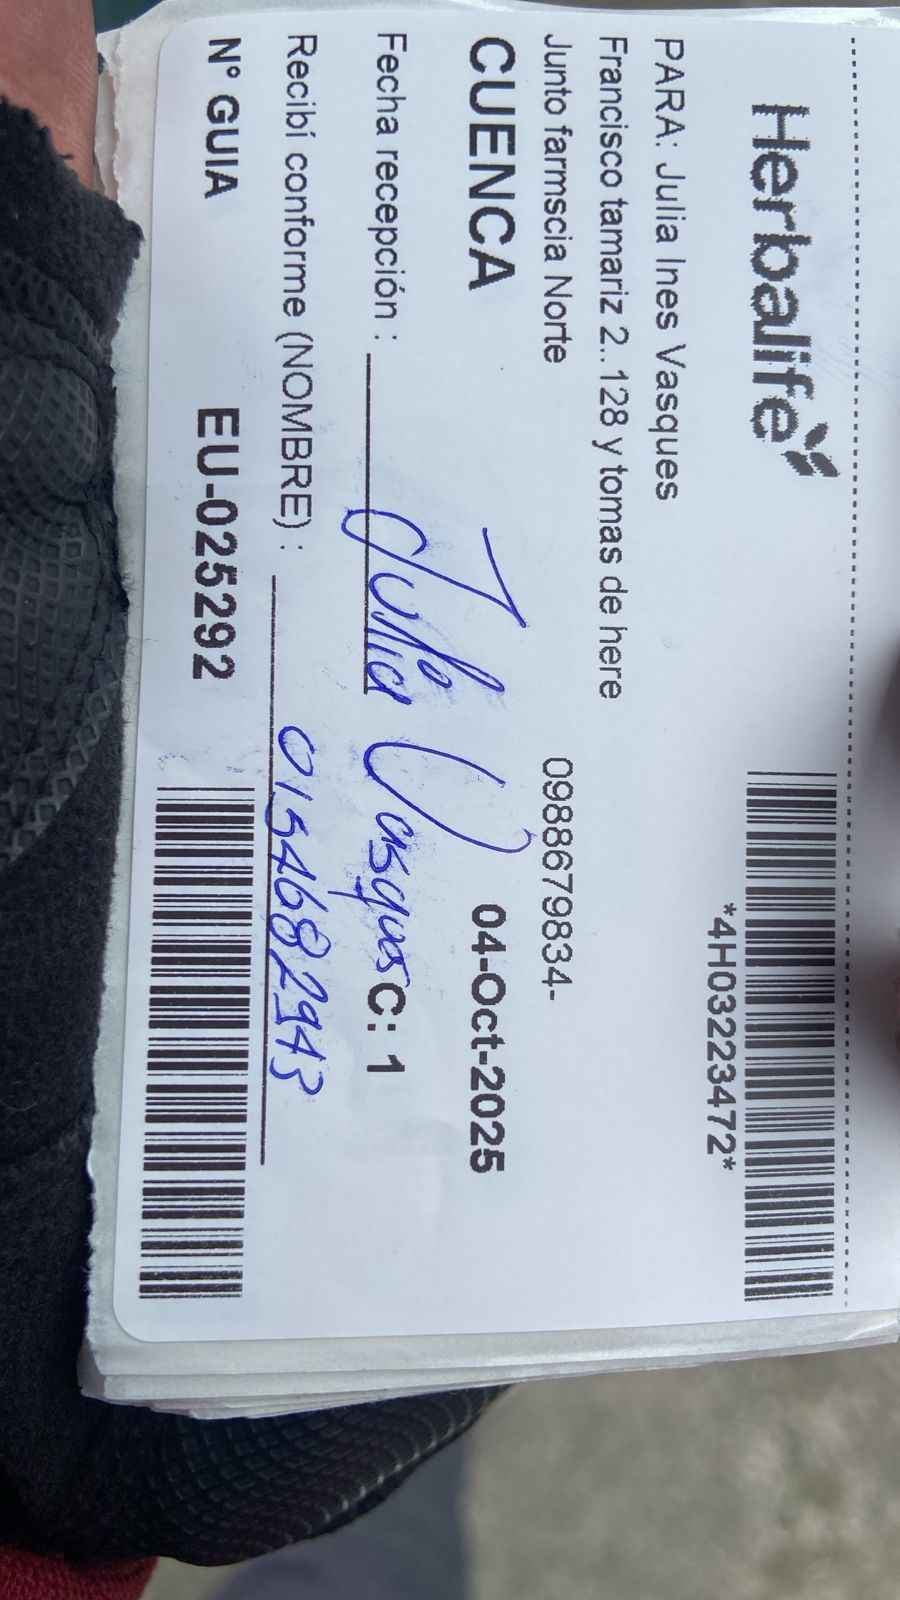 Herbalife
*4H03223472*
PARA: Julia Ines Vasques
Francisco tamariz 2..128 y tomas de here
Junto farmscia Norte 0988679834-
CUENCA 04-Oct-2025
Fecha recepción : Julia Vasques C: 1
Recibí conforme (NOMBRE) : 0154682943
N° GUIA EU-025292